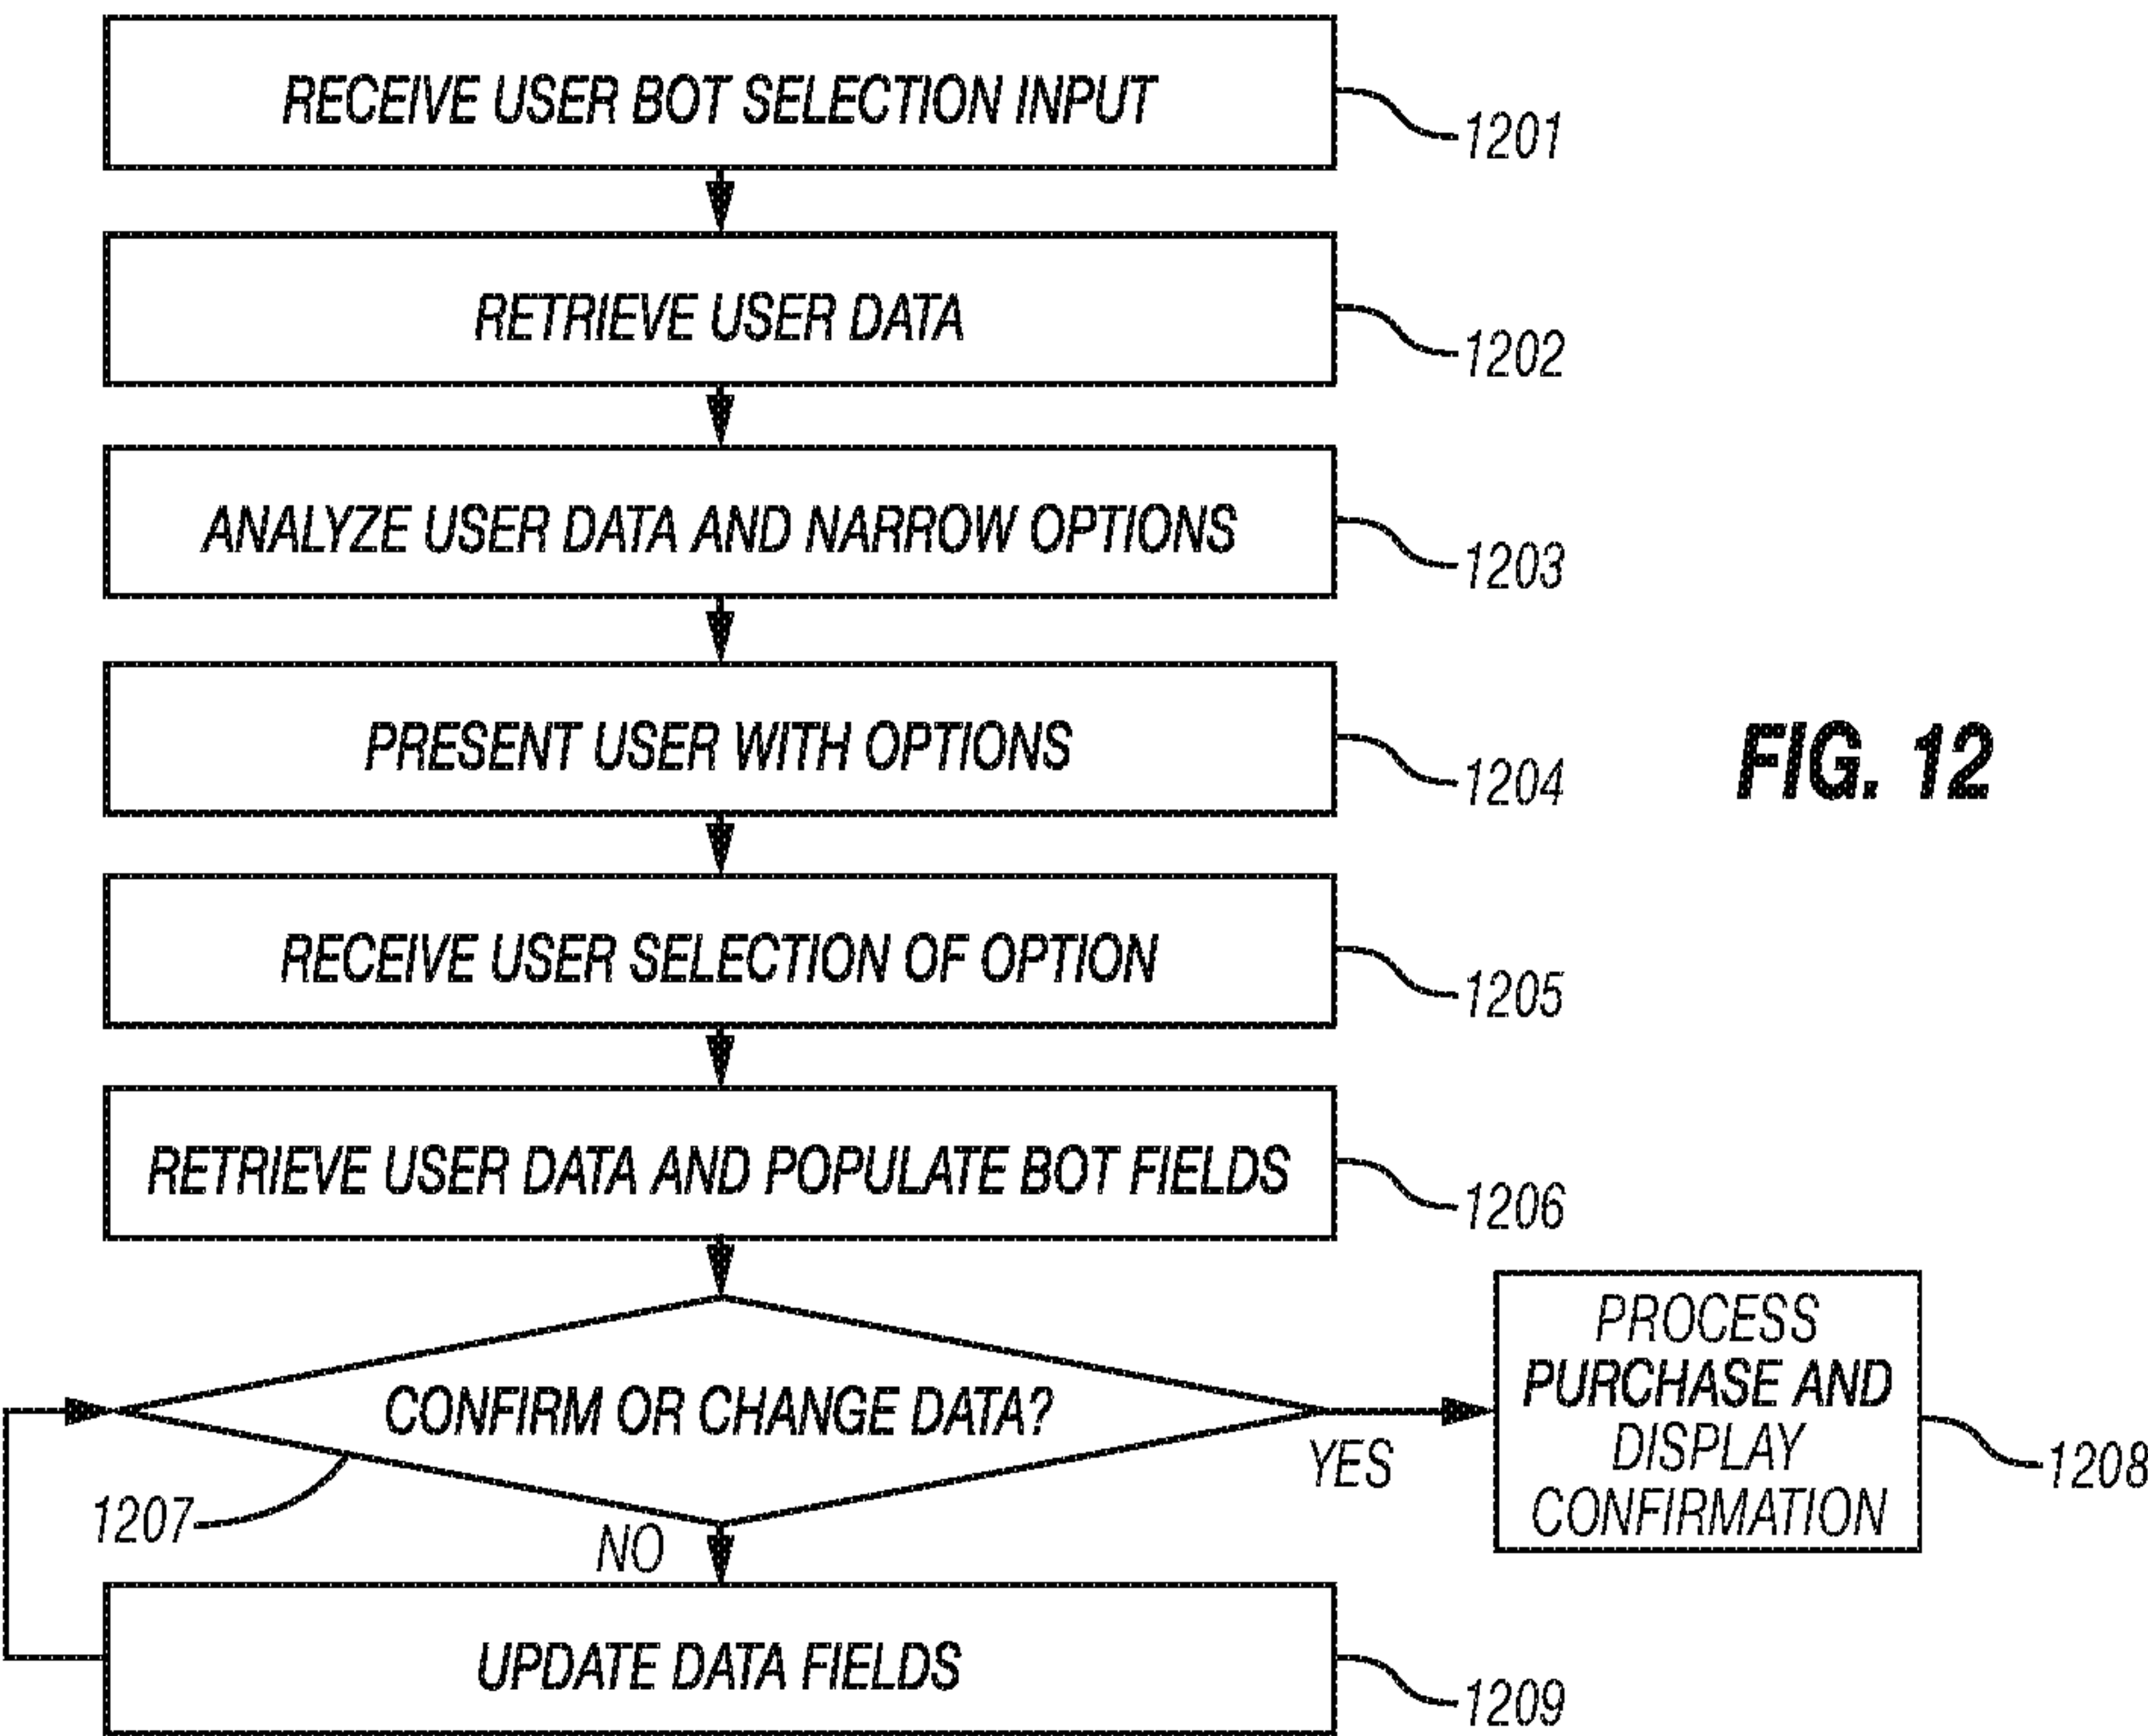 RECEIVE USER BOT SELECTION INPUT
1201
RETRIEVE USER DATA
1202
ANALYZE USER DATA AND NARROW OPTIONS
1203
PRESENT USER WITH OPTIONS
1204
FIG. 12
RECEIVE USER SELECTION OF OPTION
1205
RETRIEVE USER DATA AND POPULATE BOT FIELDS
1206
CONFIRM OR CHANGE DATA?
1207
YES
PROCESS
PURCHASE AND
DISPLAY
CONFIRMATION
1208
NO
UPDATE DATA FIELDS
1209